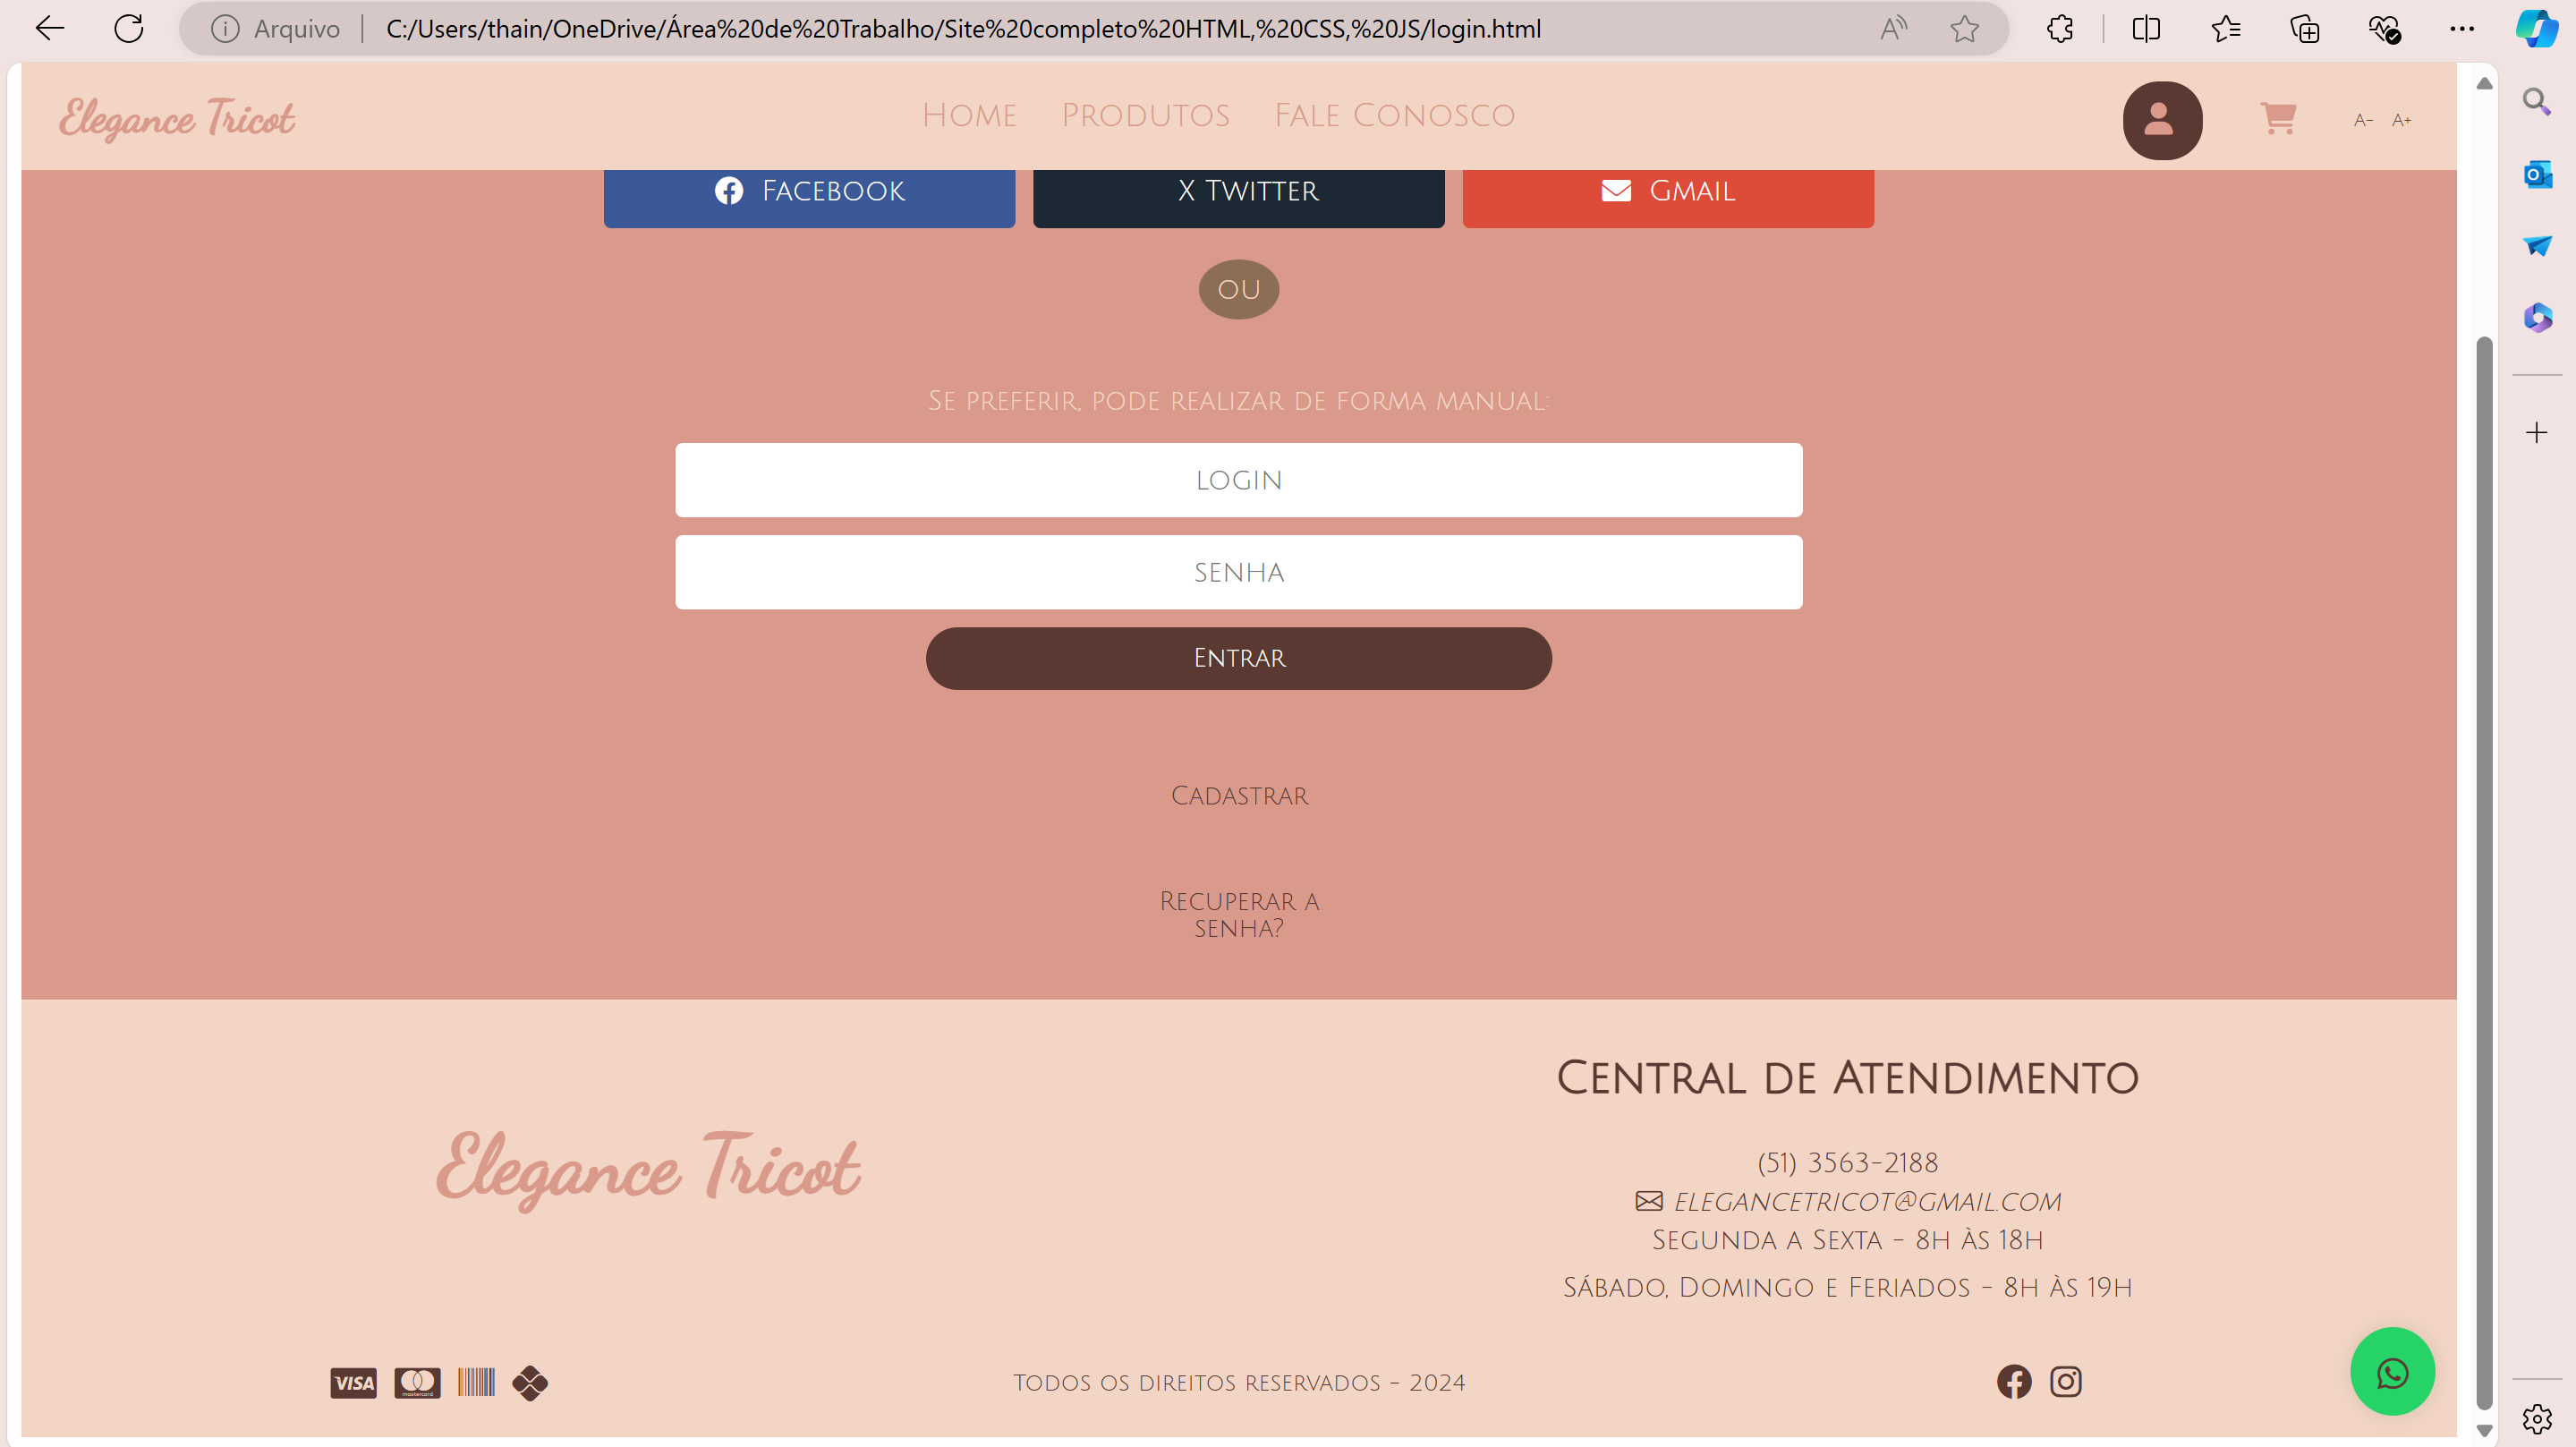 Arquivo
C:/Users/thain/OneDrive/Área%20de%20Trabalho/Site%20completo%20HTML,%20CSS,%20JS/login.html
Elegance Tricot
Home Produtos Fale Conosco
A- A+
Facebook
X Twitter
Gmail
OU
Se preferir, pode realizar de forma manual:
LOGIN
SENHA
Entrar
Cadastrar
Recuperar a
senha?
Elegance Tricot
Central de Atendimento
(51) 3563-2188
elegancetricot@gmail.com
Segunda a Sexta - 8h às 18h
Sábado, Domingo e Feriados - 8h às 19h
VISA
mastercard
Todos os direitos reservados - 2024